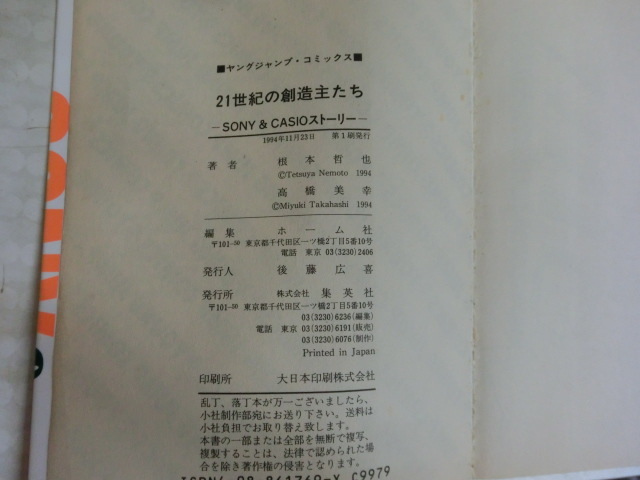 ■ヤングジャンプ・コミックス■
21世紀の創造主たち
―SONY & CASIOストーリー―
1994年11月23日 第1刷発行
著者 根本哲也
©Tetsuya Nemoto 1994
高橋美幸
©Miyuki Takahashi 1994
編集 ホーム社
〒101-50 東京都千代田区一ツ橋2丁目5番10号
電話 東京 03(3230)2406
発行人 後藤広喜
発行所 株式会社 集英社
〒101-50 東京都千代田区一ツ橋2丁目5番10号
03(3230)6236(編集)
電話 東京 03(3230)6191(販売)
03(3230)6076(制作)
Printed in Japan
印刷所 大日本印刷株式会社
乱丁、落丁本が万一ございましたら、
小社制作部宛にお送り下さい。送料は
小社負担でお取り替え致します。
本書の一部または全部を無断で複写、
複製することは、法律で認められた場
合を除き著作権の侵害となります。
C9979